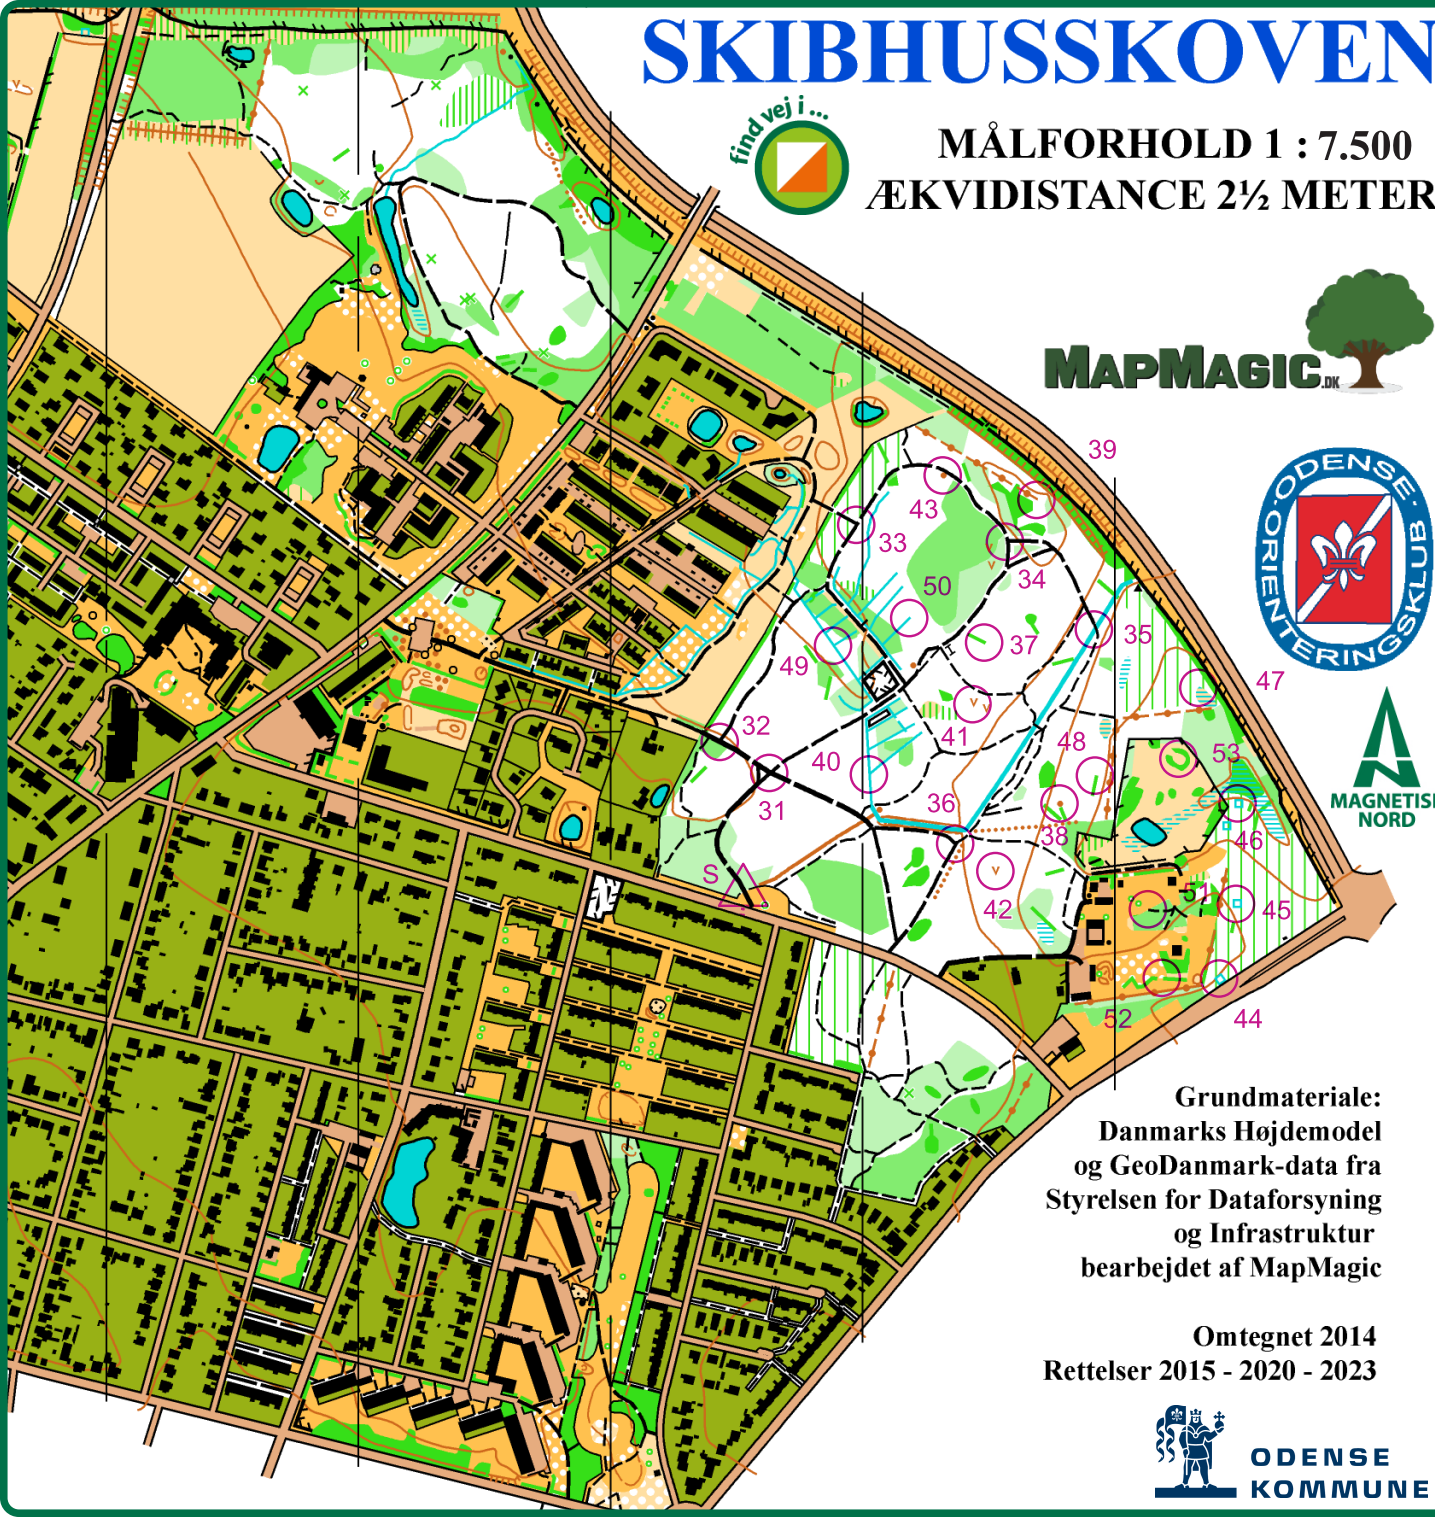 SKIBHUSSKOVEN
find vej i ...
MÅLFORHOLD 1 : 7.500
ÆKVIDISTANCE 2½ METER
MAPMAGIC.DK
ODENSE
ORIENTERINGSKLUB
MAGNETISK
NORD
39
43
33
34
50
37
35
49
47
32
41
48
53
40
31
36
38
46
S
42
51
45
52
44
Grundmateriale:
Danmarks Højdemodel
og GeoDanmark-data fra
Styrelsen for Dataforsyning
og Infrastruktur
bearbejdet af MapMagic
Omtegnet 2014
Rettelser 2015 - 2020 - 2023
ODENSE
KOMMUNE